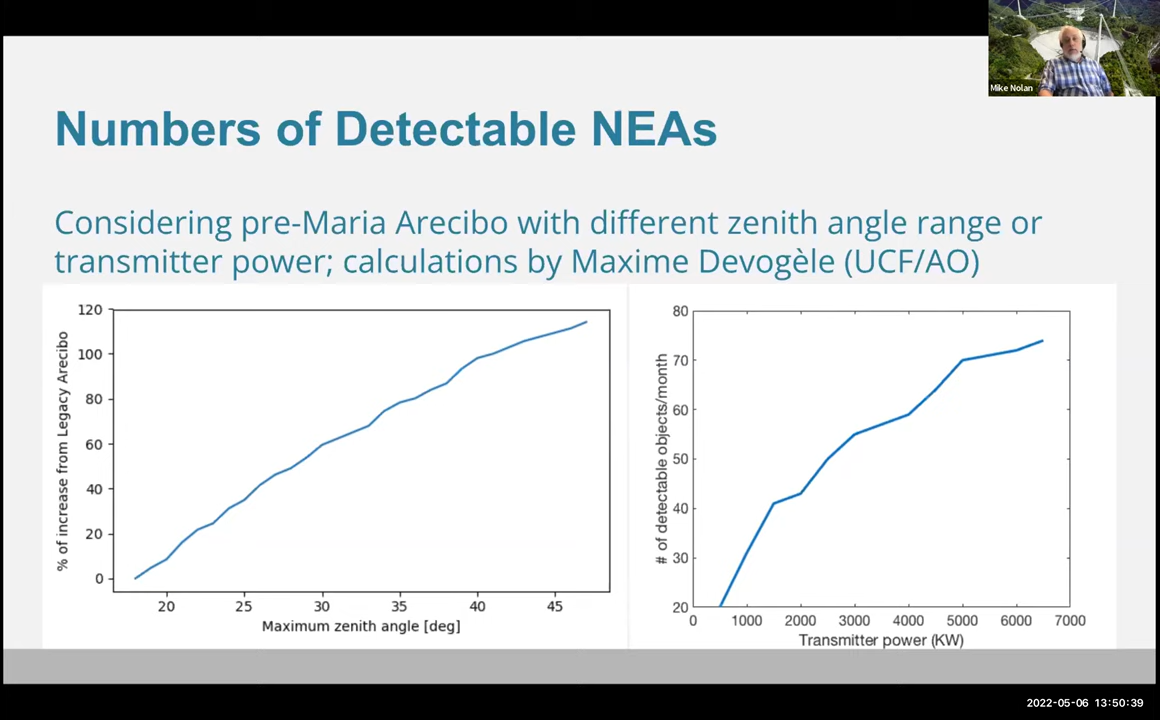 Mike Nolan
Numbers of Detectable NEAs
Considering pre-Maria Arecibo with different zenith angle range or
transmitter power; calculations by Maxime Devogèle (UCF/AO)
% of increase from Legacy Arecibo
120
100
80
60
40
20
0
20 25 30 35 40 45
Maximum zenith angle [deg]
# of detectable objects/month
80
70
60
50
40
30
20
0 1000 2000 3000 4000 5000 6000 7000
Transmitter power (KW)
2022-05-06 13:50:39